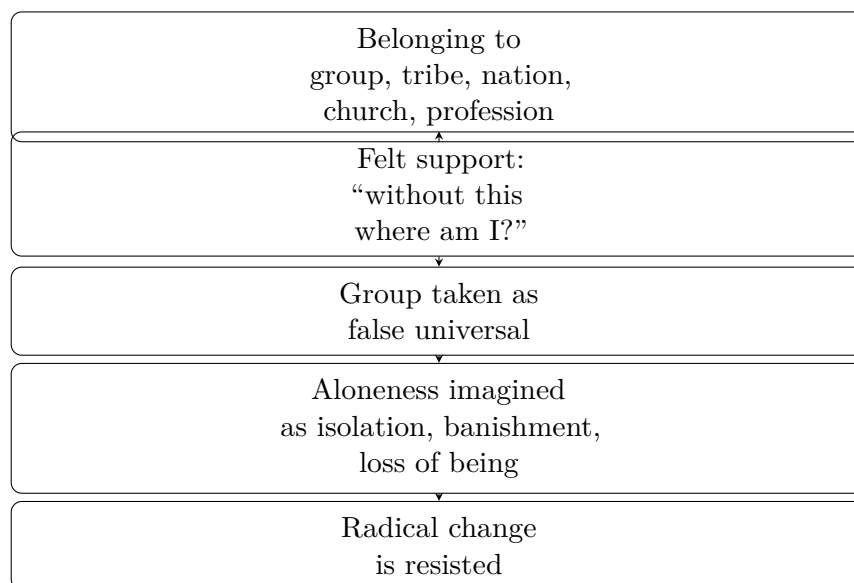 Belonging to
group, tribe, nation,
church, profession
Felt support:
“without this
where am I?”
Group taken as
false universal
Aloneness imagined
as isolation, banishment,
loss of being
Radical change
is resisted